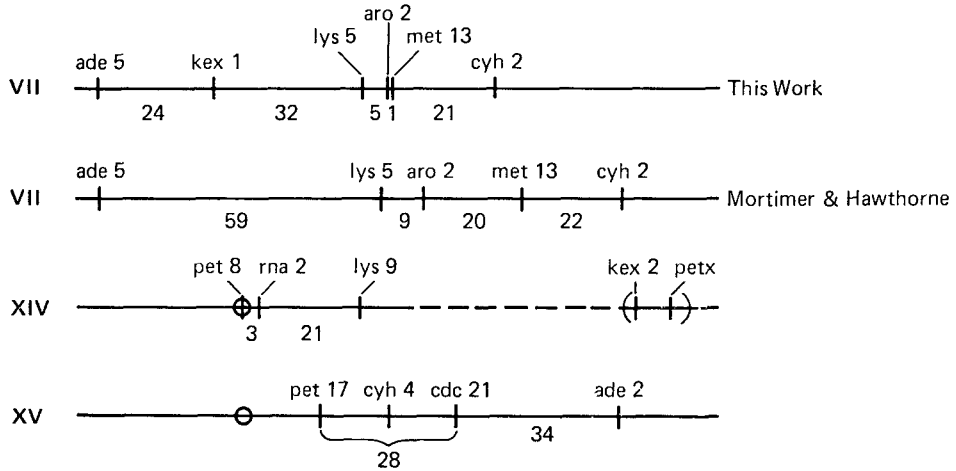 aro 2
lys 5 met 13
ade 5 kex 1 cyh 2
VII This Work
24 32 5 1 21
ade 5 lys 5 aro 2 met 13 cyh 2
VII Mortimer & Hawthorne
59 9 20 22
pet 8 rna 2 lys 9 kex 2 petx
XIV
3 21
pet 17 cyh 4 cdc 21 ade 2
XV
34
28